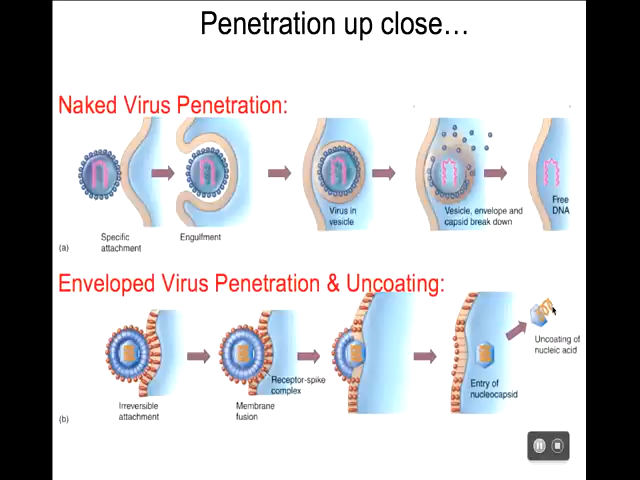 Penetration up close…
Naked Virus Penetration:
Virus in
vesicle
Vesicle, envelope and
capsid break down
Free
DNA
Specific
attachment
Engulfment
(a)
Enveloped Virus Penetration & Uncoating:
Uncoating of
nucleic acid
Receptor-spike
complex
Entry of
nucleocapsid
Irreversible
attachment
Membrane
fusion
(b)